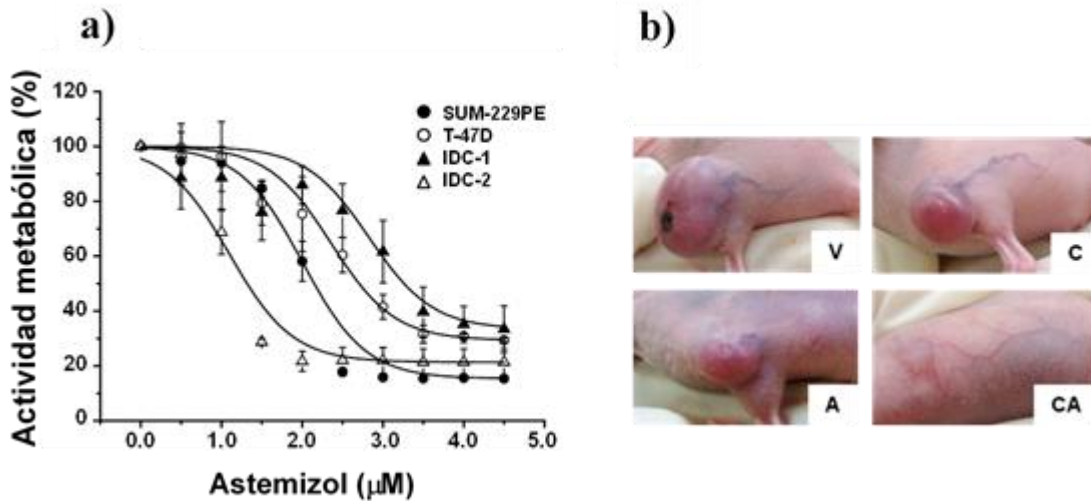 a)
Actividad metabólica (%)
120
100
80
60
40
20
0
SUM-229PE
T-47D
IDC-1
IDC-2
0.0 1.0 2.0 3.0 4.0 5.0
Astemizol (μM)
b)
V
C
A
CA